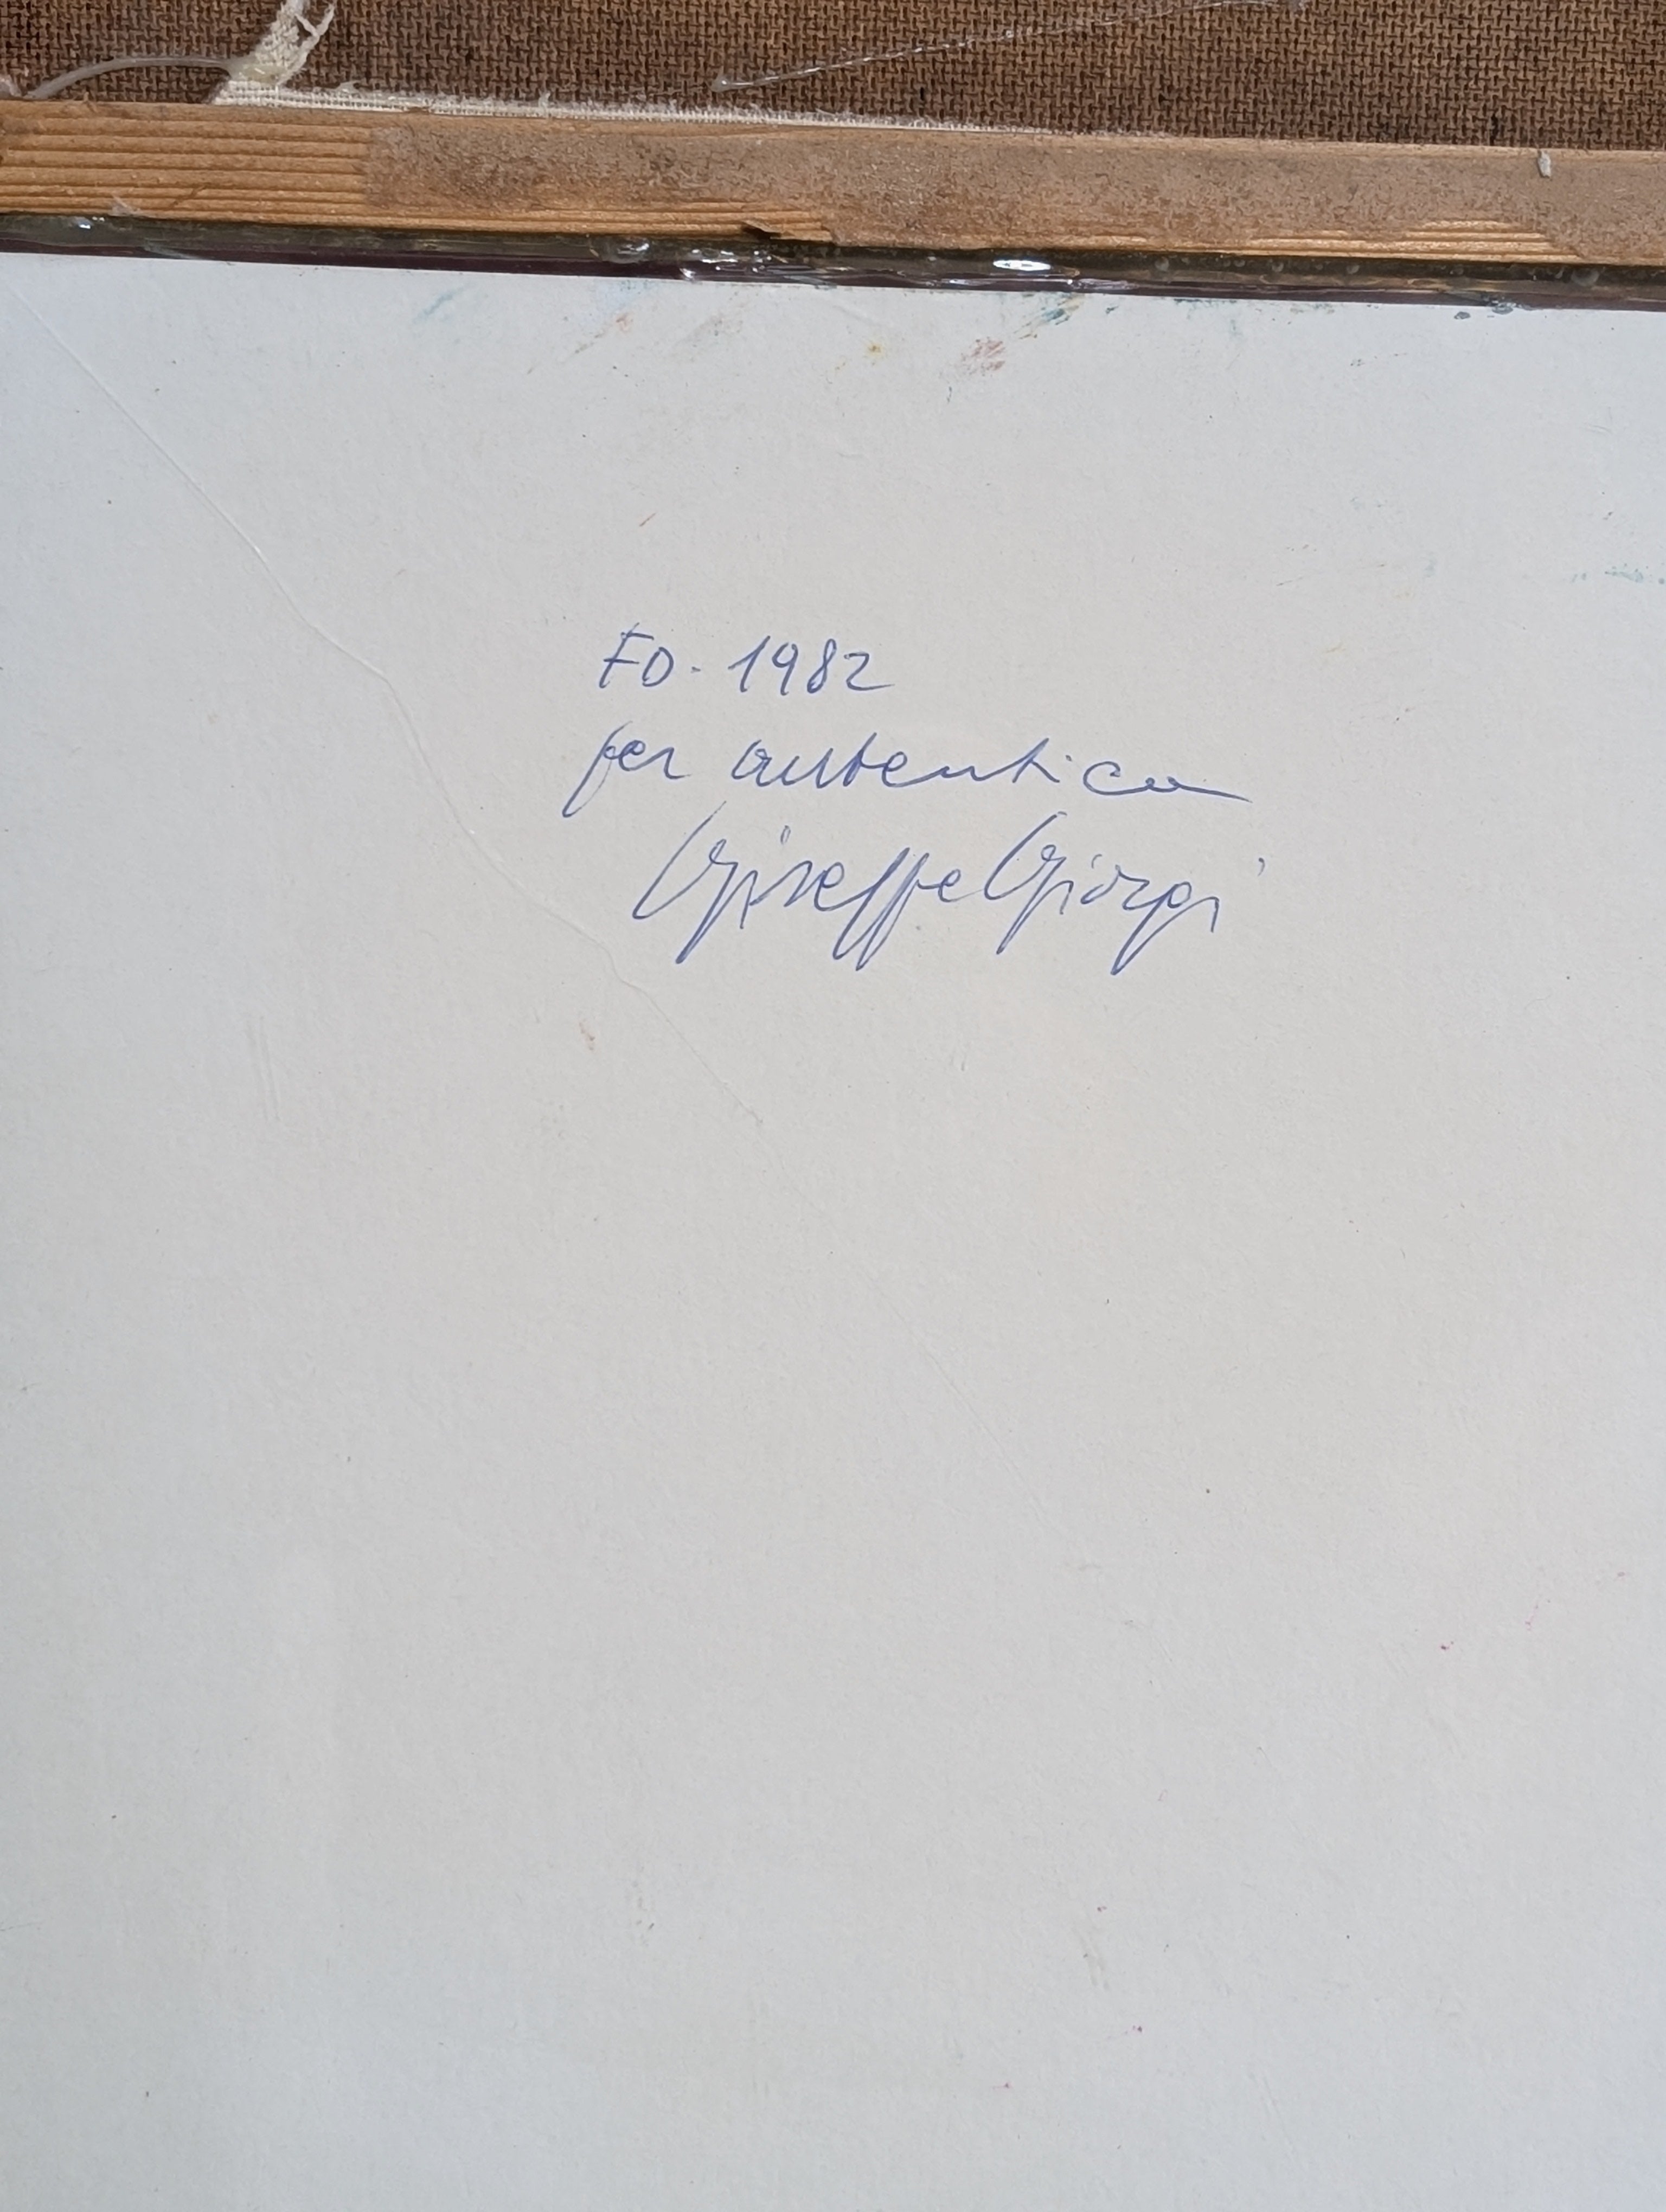 FO. 1982
per autentica
Giuseppe Giorgi